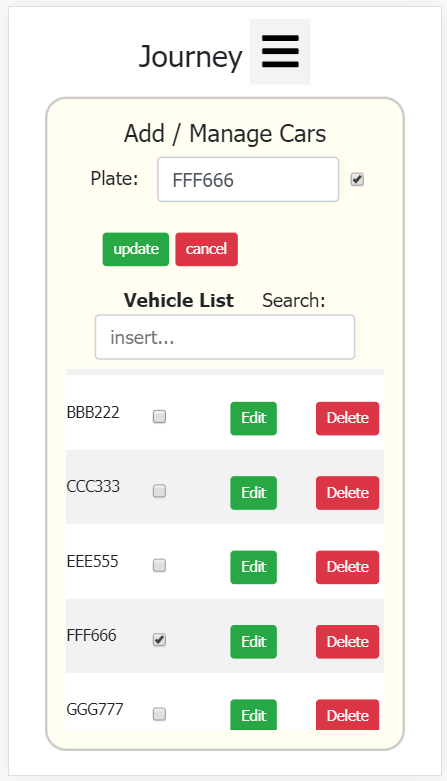 Journey
Add / Manage Cars
Plate: FFF666
update cancel
Vehicle List Search:
insert...
BBB222 Edit Delete
CCC333 Edit Delete
EEE555 Edit Delete
FFF666 Edit Delete
GGG777 Edit Delete